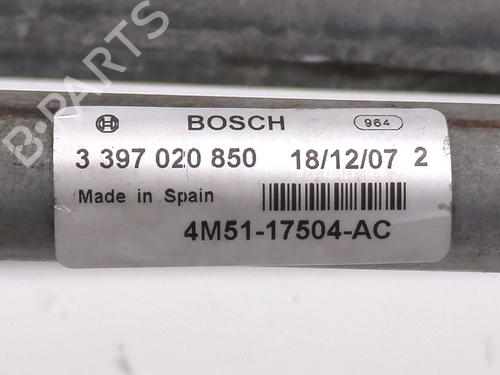 BOSCH 964
3 397 020 850 18/12/07 2
Made in Spain
4M51-17504-AC
B-PARTS